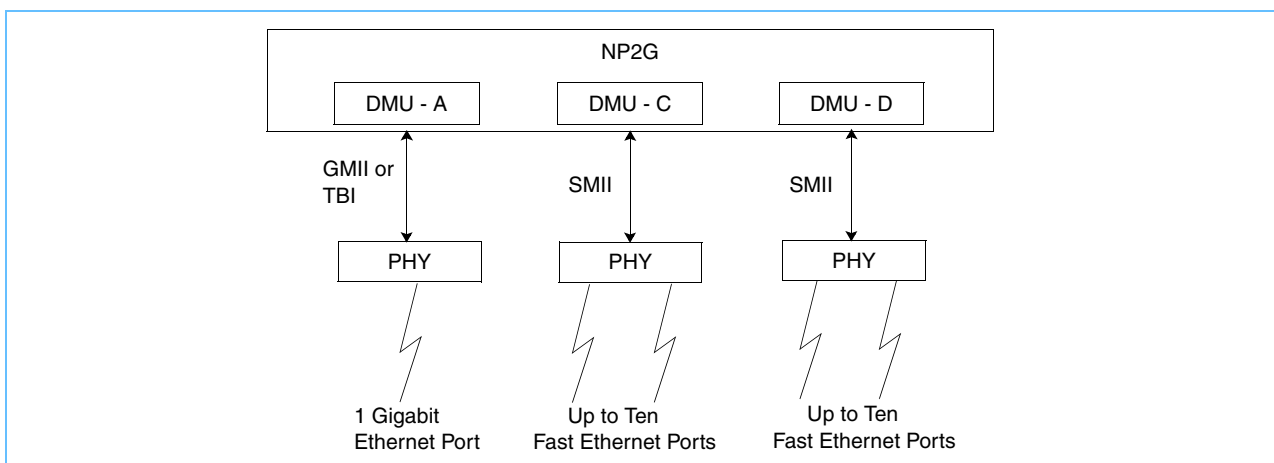 NP2G
DMU - A
DMU - C
DMU - D
GMII or
TBI
SMII
SMII
PHY
PHY
PHY
1 Gigabit
Ethernet Port
Up to Ten
Fast Ethernet Ports
Up to Ten
Fast Ethernet Ports